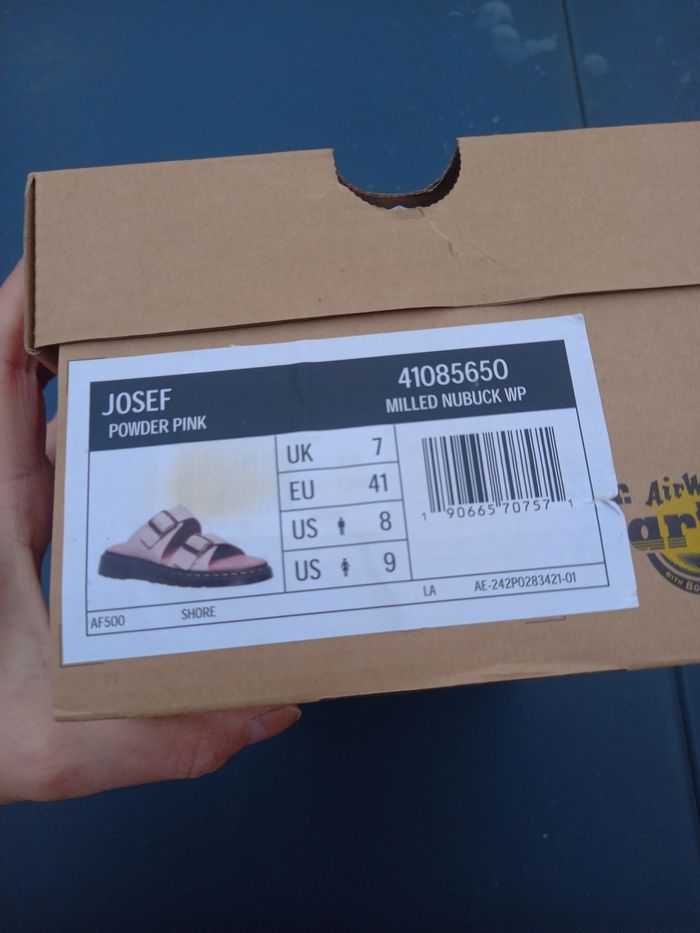 JOSEF
POWDER PINK
41085650
MILLED NUBUCK WP
UK 7
EU 41
US 8
US 9
1 90665 70757 1
AF500
SHORE
LA
AE-242P0283421-01
AirW